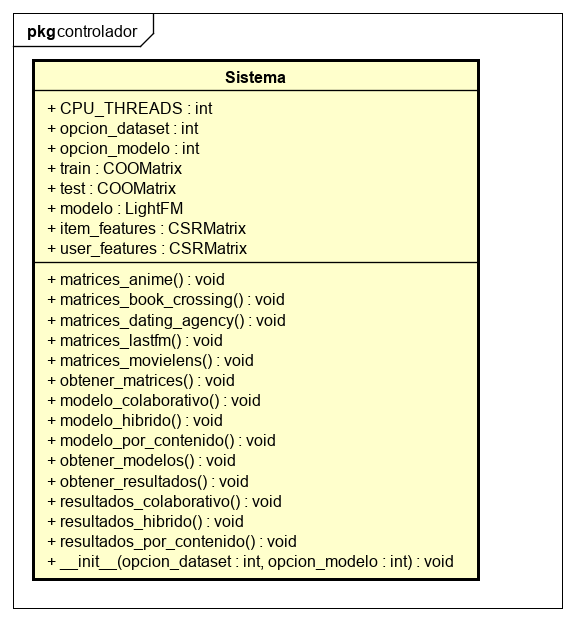 pkg controlador
Sistema
+ CPU_THREADS : int
+ opcion_dataset : int
+ opcion_modelo : int
+ train : COOMatrix
+ test : COOMatrix
+ modelo : LightFM
+ item_features : CSRMatrix
+ user_features : CSRMatrix
+ matrices_anime() : void
+ matrices_book_crossing() : void
+ matrices_dating_agency() : void
+ matrices_lastfm() : void
+ matrices_movielens() : void
+ obtener_matrices() : void
+ modelo_colaborativo() : void
+ modelo_hibrido() : void
+ modelo_por_contenido() : void
+ obtener_modelos() : void
+ obtener_resultados() : void
+ resultados_colaborativo() : void
+ resultados_hibrido() : void
+ resultados_por_contenido() : void
+ __init__(opcion_dataset : int, opcion_modelo : int) : void